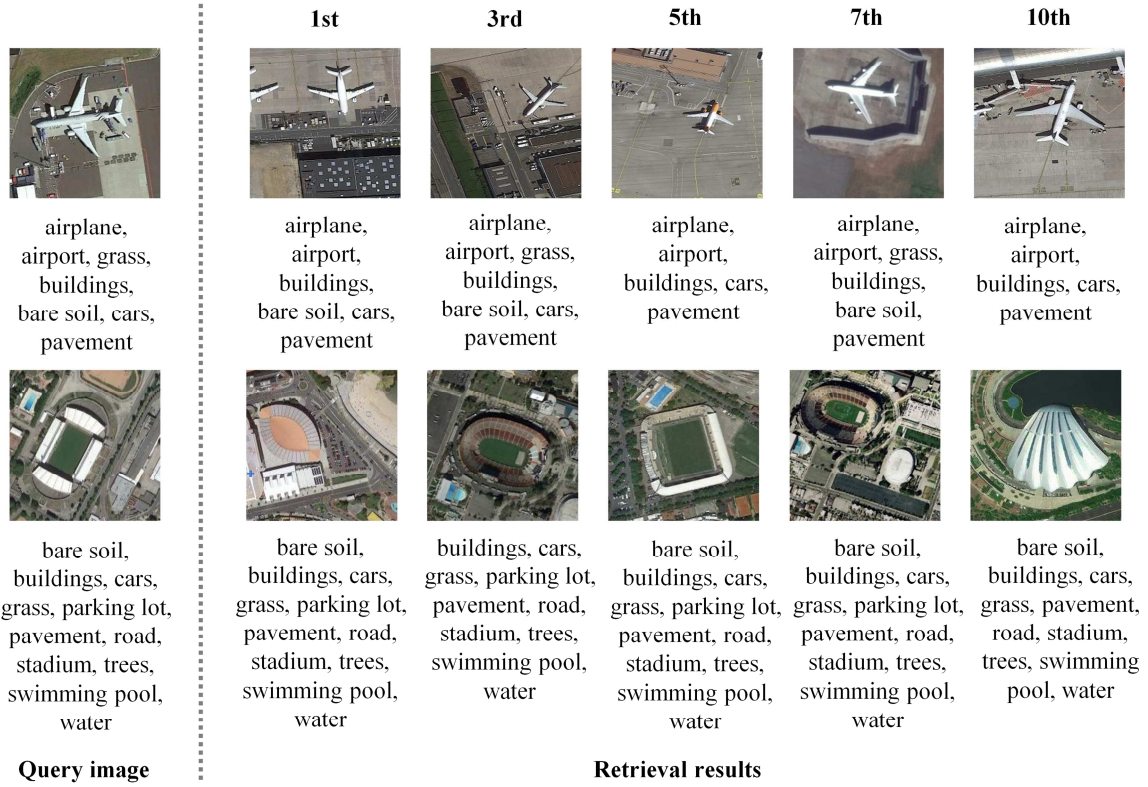 1st 3rd 5th 7th 10th
airplane,
airport, grass,
buildings,
bare soil, cars,
pavement
airplane,
airport,
buildings,
bare soil, cars,
pavement
airplane,
airport, grass,
buildings,
bare soil, cars,
pavement
airplane,
airport,
buildings, cars,
pavement
airplane,
airport, grass,
buildings,
bare soil,
pavement
airplane,
airport,
buildings, cars,
pavement
bare soil,
buildings, cars,
grass, parking lot,
pavement, road,
stadium, trees,
swimming pool,
water
bare soil,
buildings, cars,
grass, parking lot,
pavement, road,
stadium, trees,
swimming pool,
water
buildings, cars,
grass, parking lot,
pavement, road,
stadium, trees,
swimming pool,
water
bare soil,
buildings, cars,
grass, parking lot,
pavement, road,
stadium, trees,
swimming pool,
water
bare soil,
buildings, cars,
grass, parking lot,
pavement, road,
stadium, trees,
swimming pool,
water
bare soil,
buildings, cars,
grass, pavement,
road, stadium,
trees, swimming
pool, water
Query image
Retrieval results